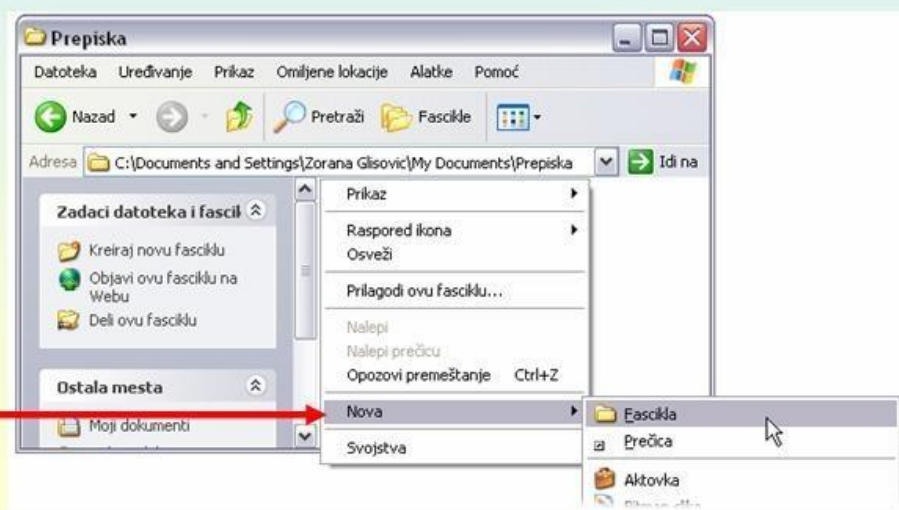 Prepiska
Datoteka Uređivanje Prikaz Omiljene lokacije Alatke Pomoć
Nazad Pretraži Fascikle
Adresa C:\Documents and Settings\Zorana Glisovic\My Documents\Prepiska Idi na
Zadaci datoteka i fascil
Kreiraj novu fasciklu
Objavi ovu fasciklu na
Webu
Deli ovu fasciklu
Ostala mesta
Moji dokumenti
Prikaz
Raspored ikona
Osveži
Prilagodi ovu fasciklu...
Nalepi
Nalepi prečicu
Opozovi premeštanje Ctrl+Z
Nova
Svojstva
Fascikla
Prečica
Aktovka